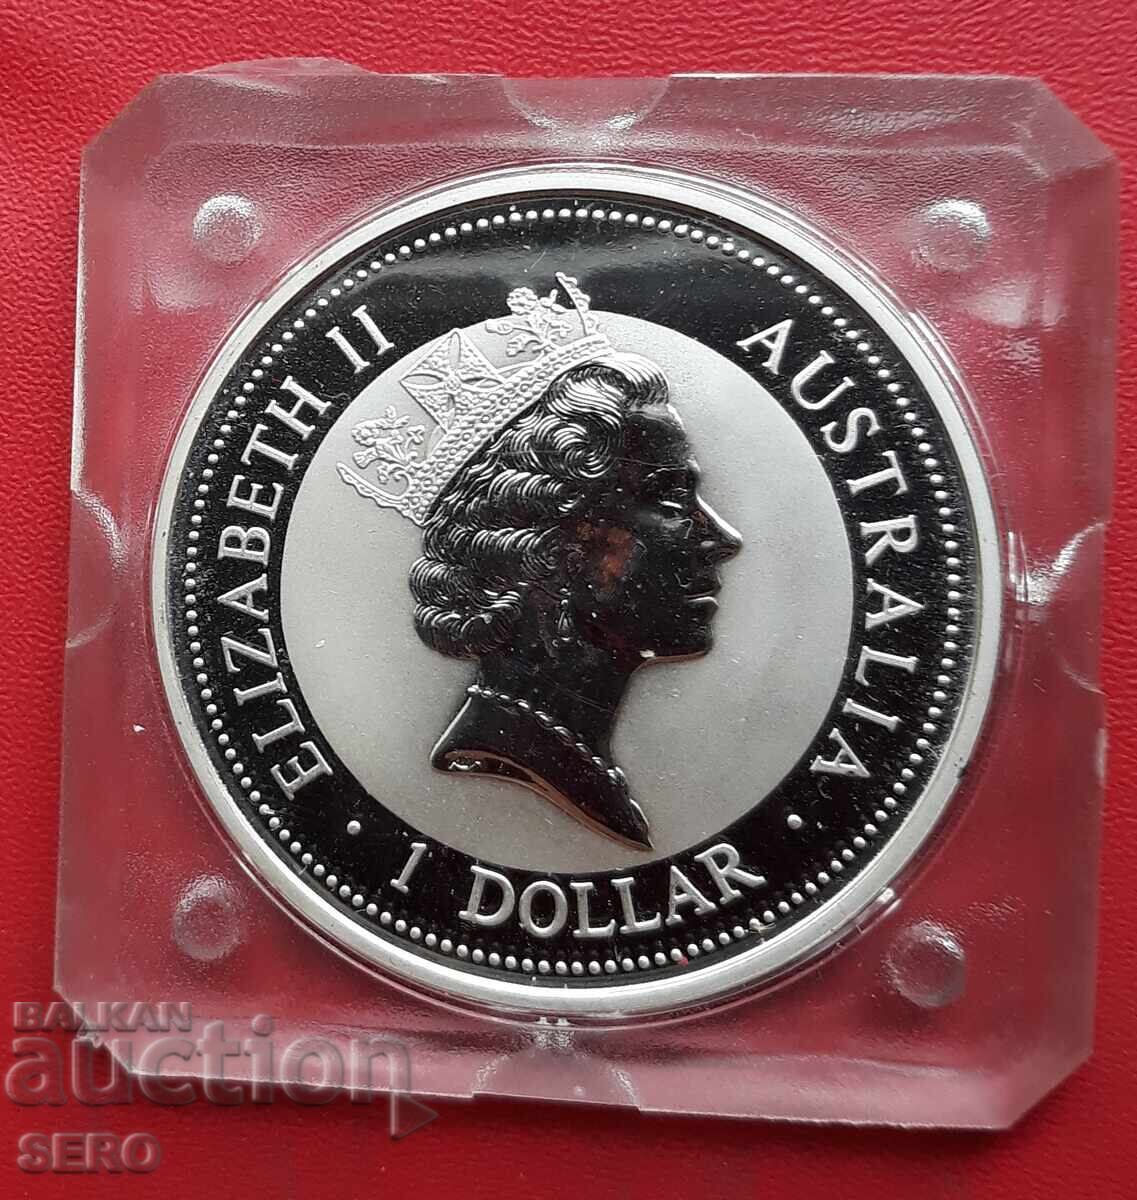 ELIZABETH II
AUSTRALIA
· 1 DOLLAR ·
BALKAN
auction
SERO